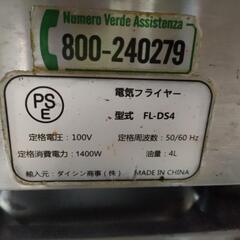 Numero Verde Assistenza
800-240279
PS
E
電気フライヤー
型式 FL-DS4
定格電圧：100V 定格周波数：50/60 Hz
定格消費電力：1400W 油量：4L
輸入元：ダイシン商事（株） MADE IN CHINA